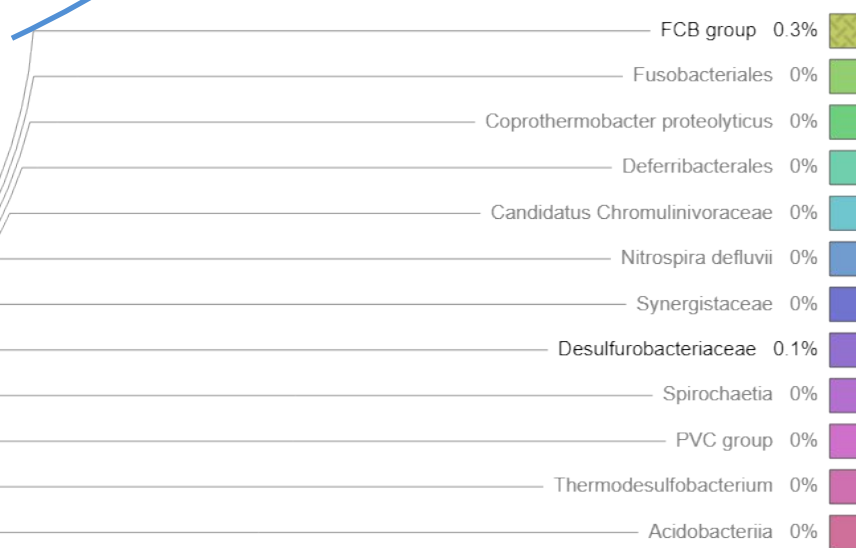 FCB group 0.3%
Fusobacteriales 0%
Coprothermobacter proteolyticus 0%
Deferribacterales 0%
Candidatus Chromulinivoraceae 0%
Nitrospira defluvii 0%
Synergistaceae 0%
Desulfurobacteriaceae 0.1%
Spirochaetia 0%
PVC group 0%
Thermodesulfobacterium 0%
Acidobacteriia 0%